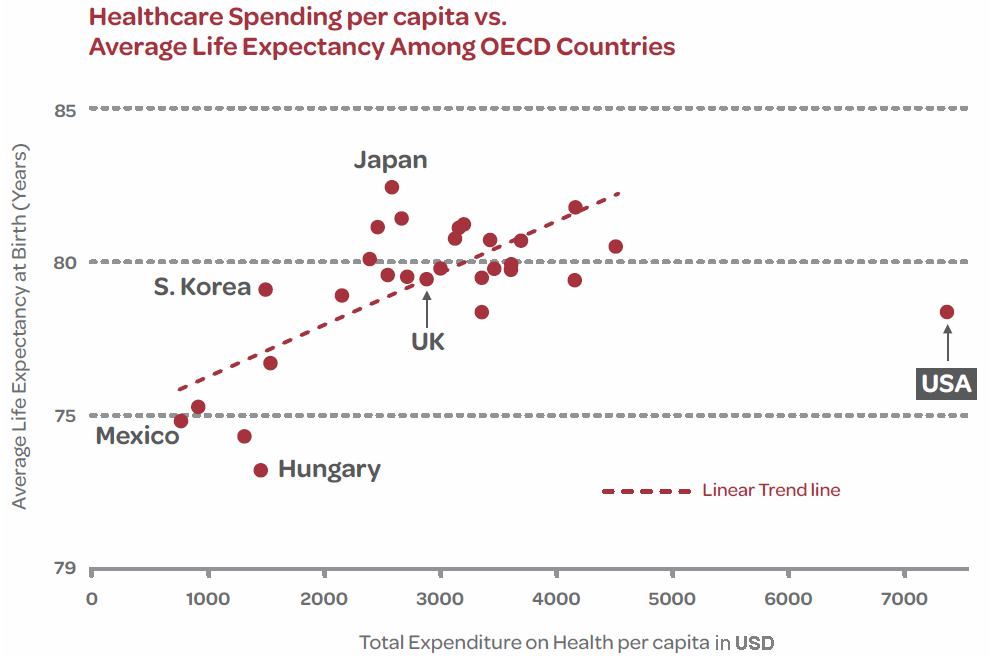 Healthcare Spending per capita vs.
Average Life Expectancy Among OECD Countries
Average Life Expectancy at Birth (Years)
85
80
75
79
Japan
S. Korea
UK
USA
Mexico
Hungary
Linear Trend line
0 1000 2000 3000 4000 5000 6000 7000
Total Expenditure on Health per capita in USD